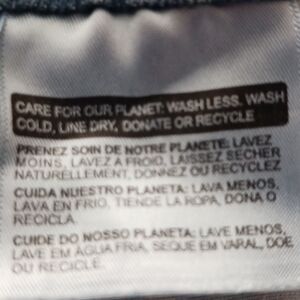 CARE FOR OUR PLANET: WASH LESS. WASH
COLD, LINE DRY, DONATE OR RECYCLE
PRENEZ SOIN DE NOTRE PLANETE: LAVEZ
MOINS, LAVEZ A FROID, LAISSEZ SECHER
NATURELLEMENT, DONNEZ OU RECYCLEZ
CUIDA NUESTRO PLANETA: LAVA MENOS,
LAVA EN FRIO, TIENDE LA ROPA, DONA O
RECICLA.
CUIDE DO NOSSO PLANETA: LAVE MENOS,
LAVE EM ÁGUA FRIA, SEQUE EM VARAL, DOE
OU RECICLE.